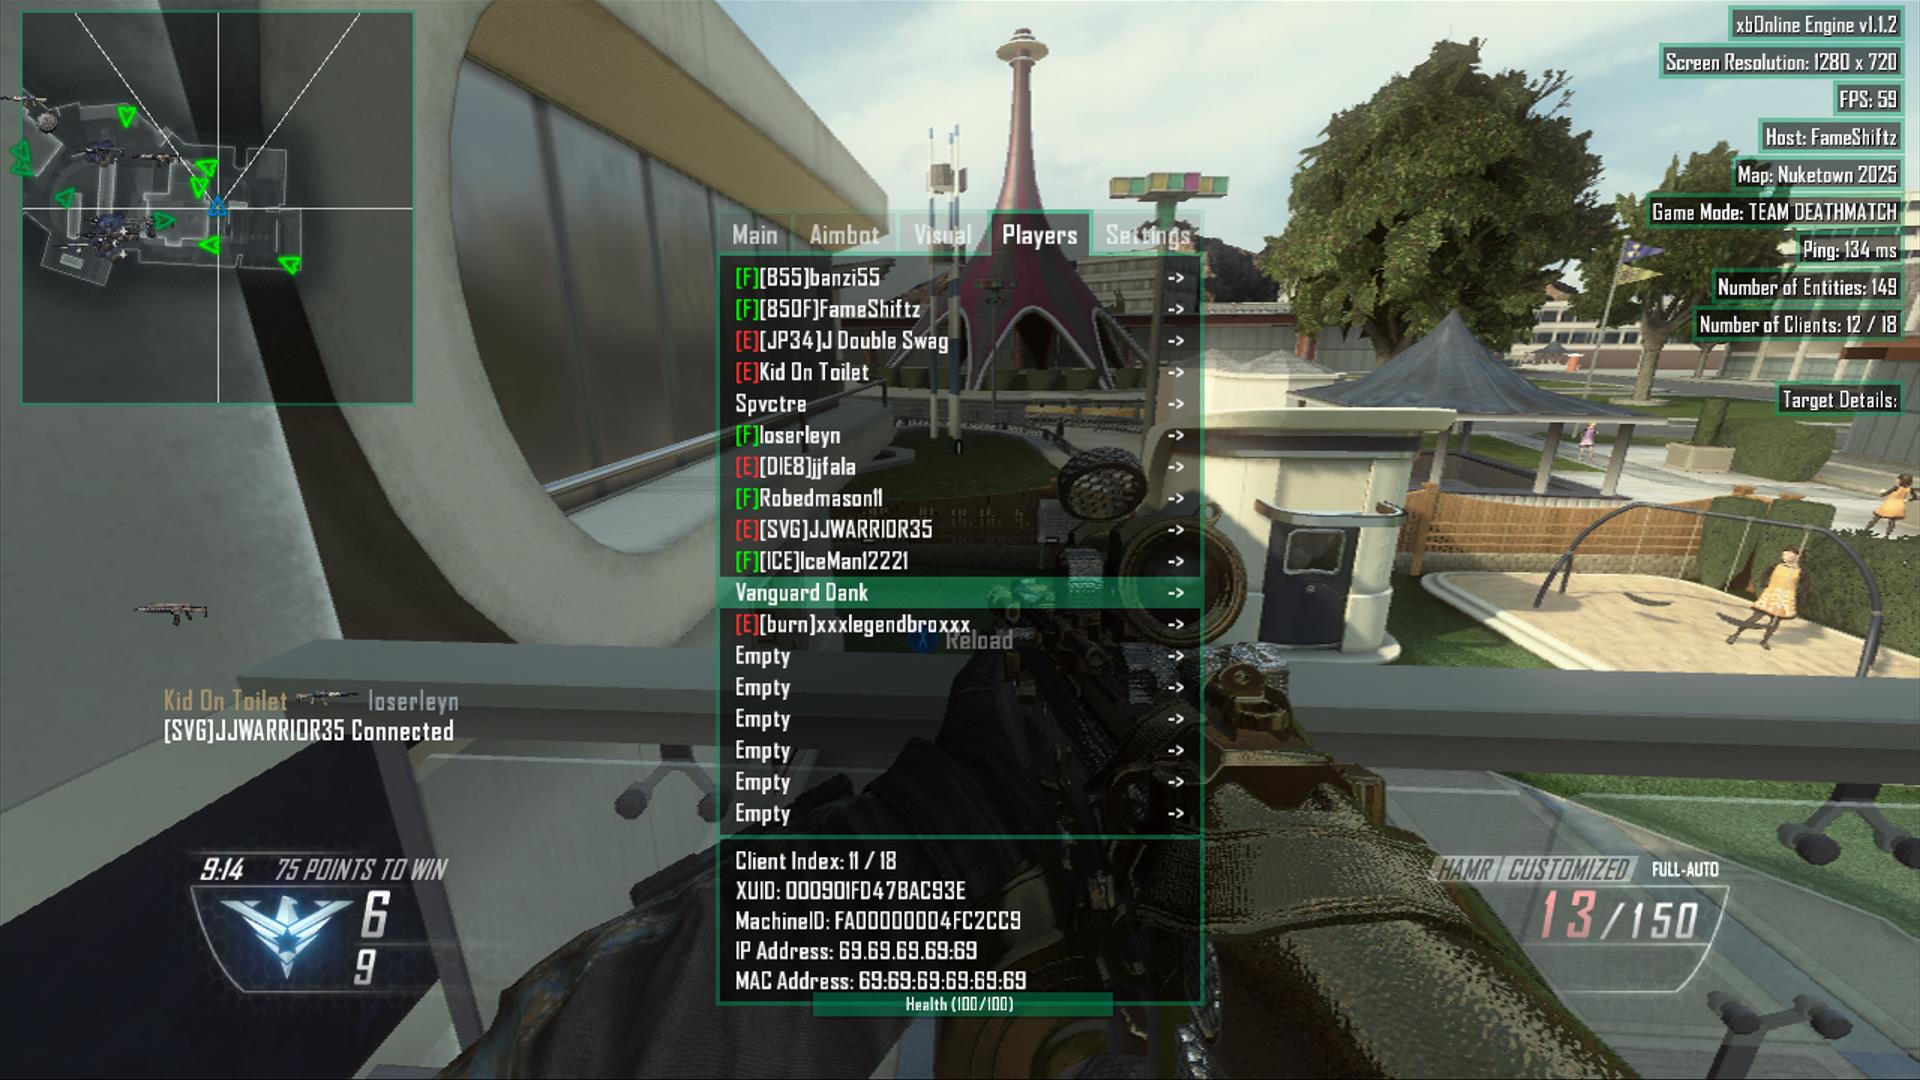 xbOnline Engine v1.1.2
Screen Resolution: 1280 x 720
FPS: 59
Host: FameShiftz
Map: Nuketown 2025
Game Mode: TEAM DEATHMATCH
Ping: 134 ms
Number of Entities: 149
Number of Clients: 12 / 18
Target Details:
Main Aimbot Visual Players Settings
[F][B55]banzi55 ->
[F][B50F]FameShiftz ->
[E][JP34]J Double Swag ->
[E]Kid On Toilet ->
Spvctre ->
[F]loserleyn ->
[E][DIE8]jjfala ->
[F]Robedmason11 ->
[E][SVG]JJWARRIOR35 ->
[F][ICE]IceMan12221 ->
Vanguard Dank ->
[E][burn]xxxlegendbroxxx ->
X Reload
Empty ->
Empty ->
Empty ->
Empty ->
Empty ->
Empty ->
Client Index: 11 / 18
XUID: 000901FD47BAC93E
MachineID: FA00000004FC2CC9
IP Address: 69.69.69.69:69
MAC Address: 69:69:69:69:69:69
Health (100/100)
Kid On Toilet loserleyn
[SVG]JJWARRIOR35 Connected
9:14 75 POINTS TO WIN
6
9
HAMR | CUSTOMIZED FULL-AUTO
13/150